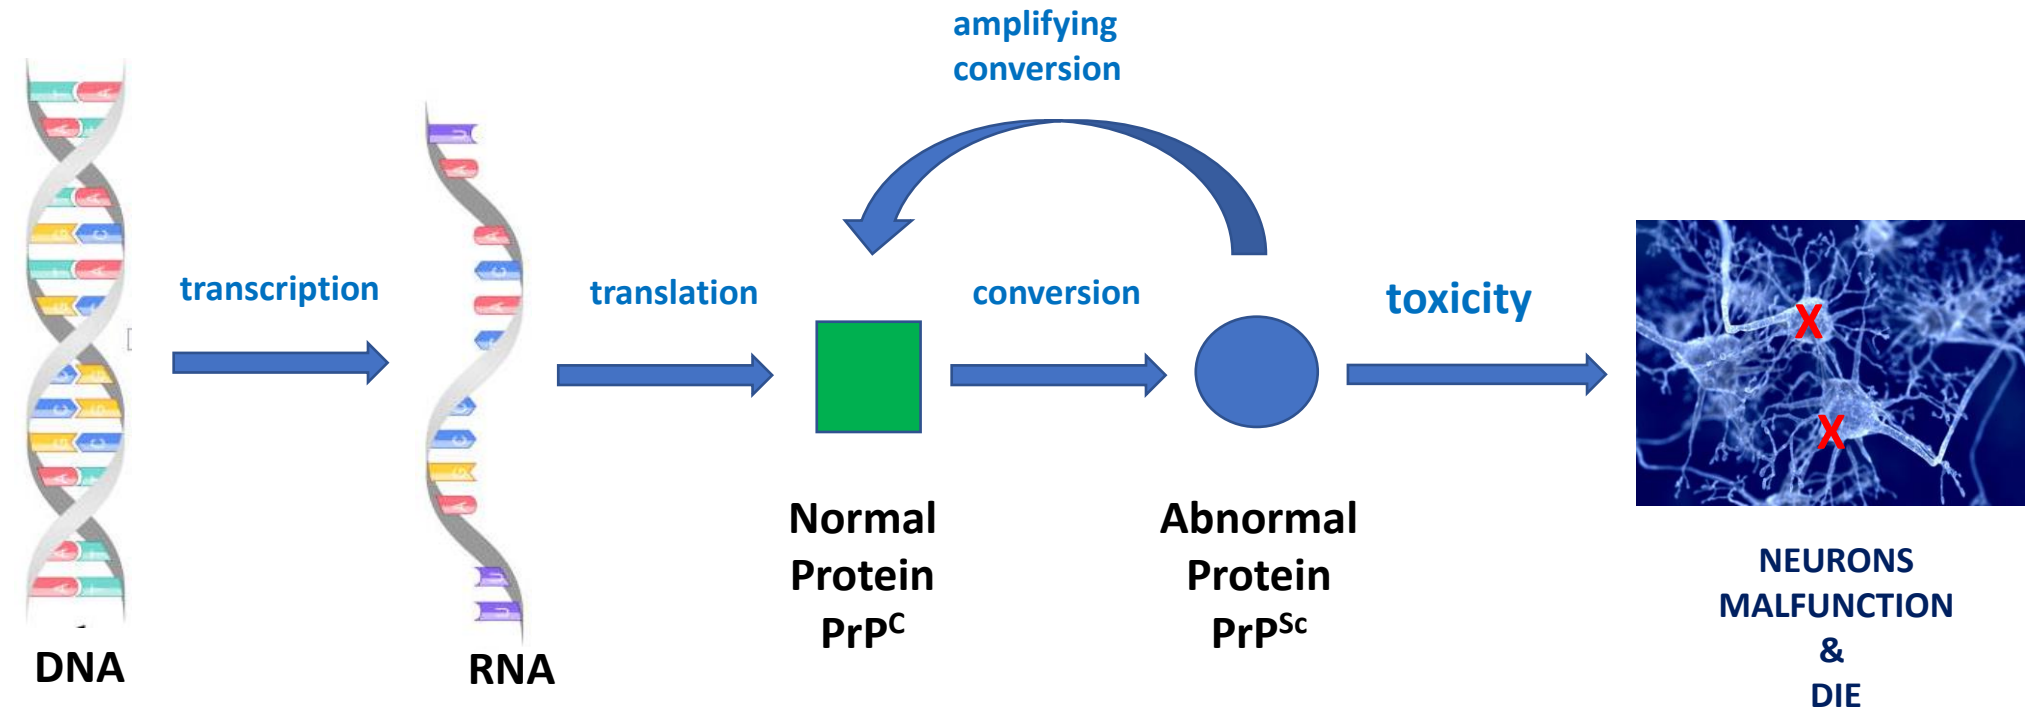 amplifying
conversion
transcription
translation
conversion
toxicity
T A
A
A
G C
T A
G
G
C G
G C
A
A
A T
U
A
A
C
A
C
G
A
U
U
X
X
DNA
RNA
Normal
Protein
PrPC
Abnormal
Protein
PrPSc
NEURONS
MALFUNCTION
&
DIE